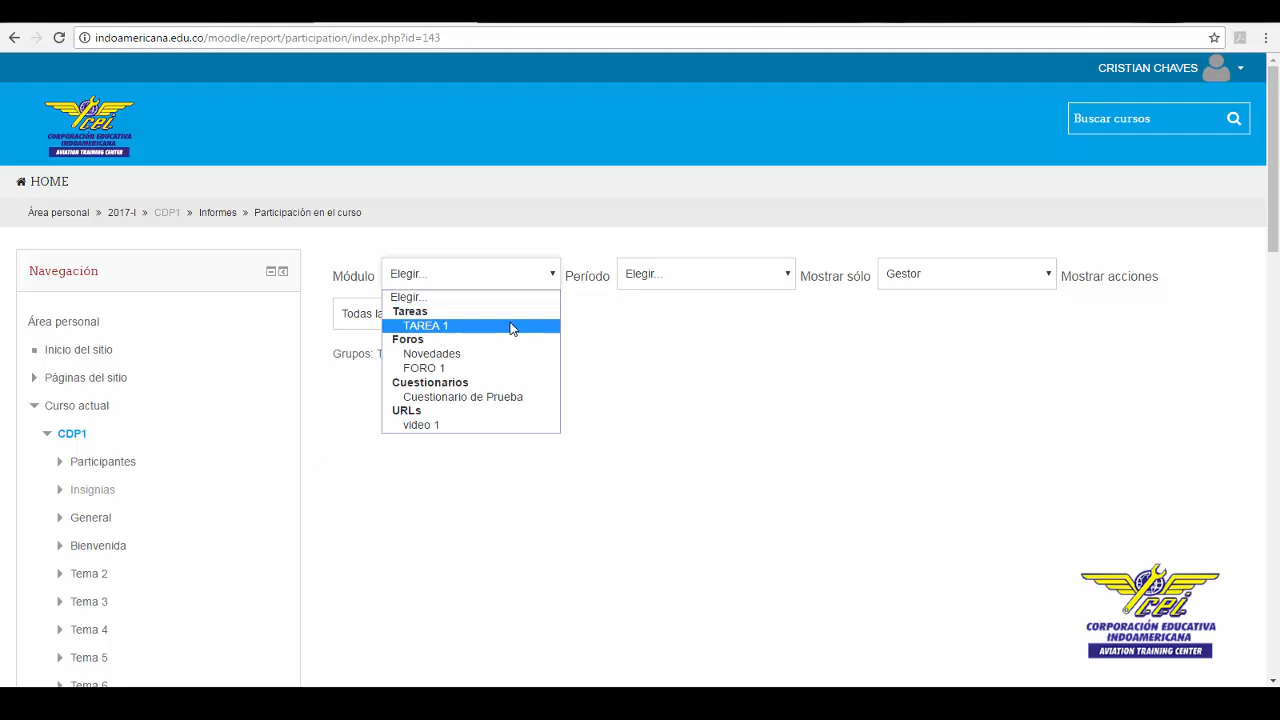 indoamericana.edu.co/moodle/report/participation/index.php?id=143
CRISTIAN CHAVES
cei
CORPORACIÓN EDUCATIVA
INDOAMERICANA
AVIATION TRAINING CENTER
Buscar cursos
HOME
Área personal » 2017-I » CDP1 » Informes » Participación en el curso
Navegación
Área personal
Inicio del sitio
Páginas del sitio
Curso actual
CDP1
Participantes
Insignias
General
Bienvenida
Tema 2
Tema 3
Tema 4
Tema 5
Módulo Elegir... Período Elegir... Mostrar sólo Gestor Mostrar acciones
Todas la
Grupos: T
Elegir...
Tareas
TAREA 1
Foros
Novedades
FORO 1
Cuestionarios
Cuestionario de Prueba
URLs
video 1
cei
CORPORACIÓN EDUCATIVA
INDOAMERICANA
AVIATION TRAINING CENTER